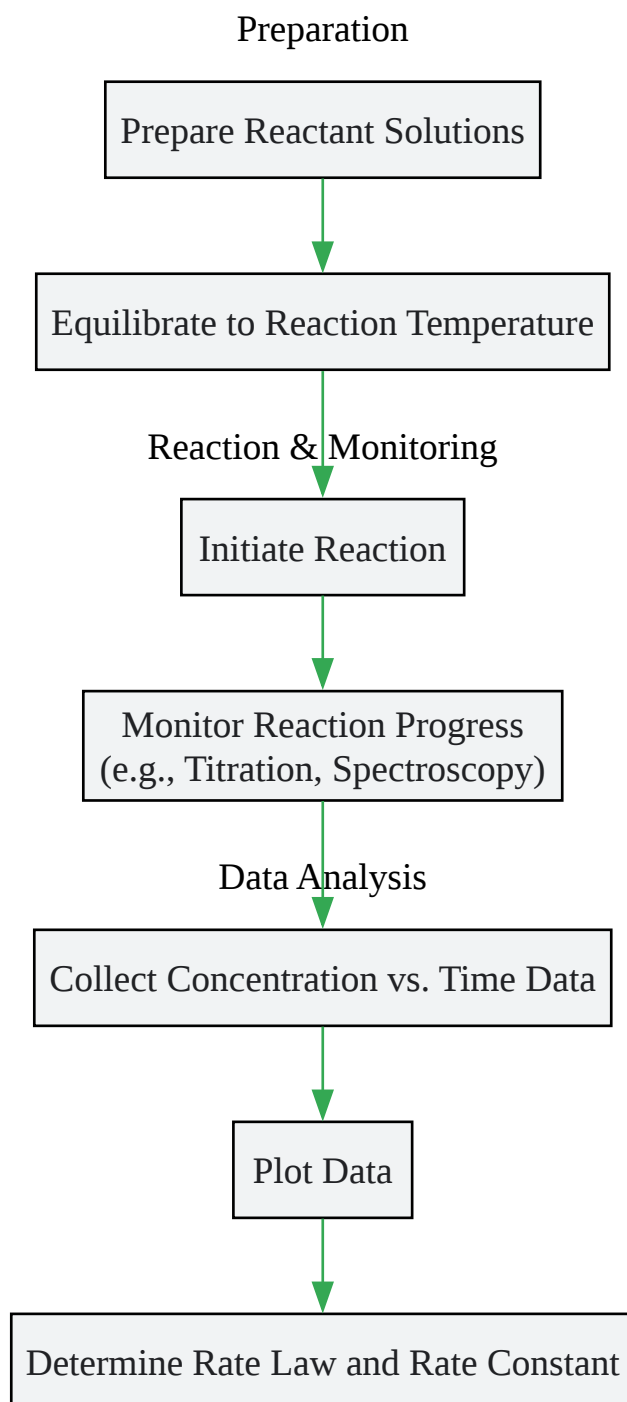 Preparation
Prepare Reactant Solutions
Equilibrate to Reaction Temperature
Reaction & Monitoring
Initiate Reaction
Monitor Reaction Progress
(e.g., Titration, Spectroscopy)
Data Analysis
Collect Concentration vs. Time Data
Plot Data
Determine Rate Law and Rate Constant